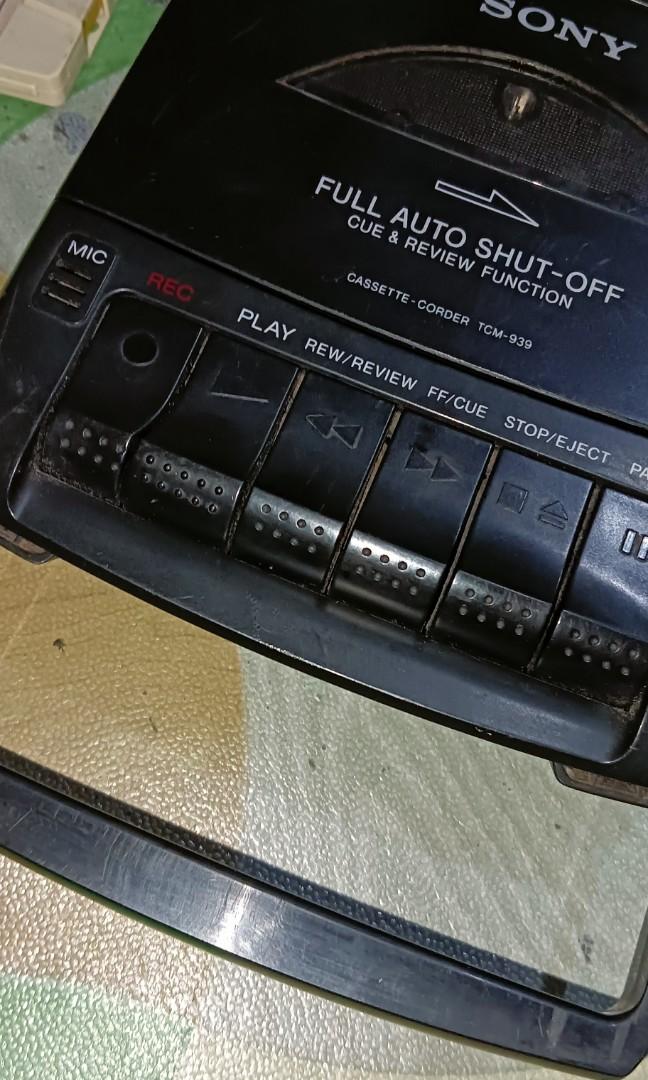 SONY
FULL AUTO SHUT-OFF
CUE & REVIEW FUNCTION
CASSETTE-CORDER TCM-939
MIC
REC
PLAY
REW/REVIEW
FF/CUE
STOP/EJECT
PA